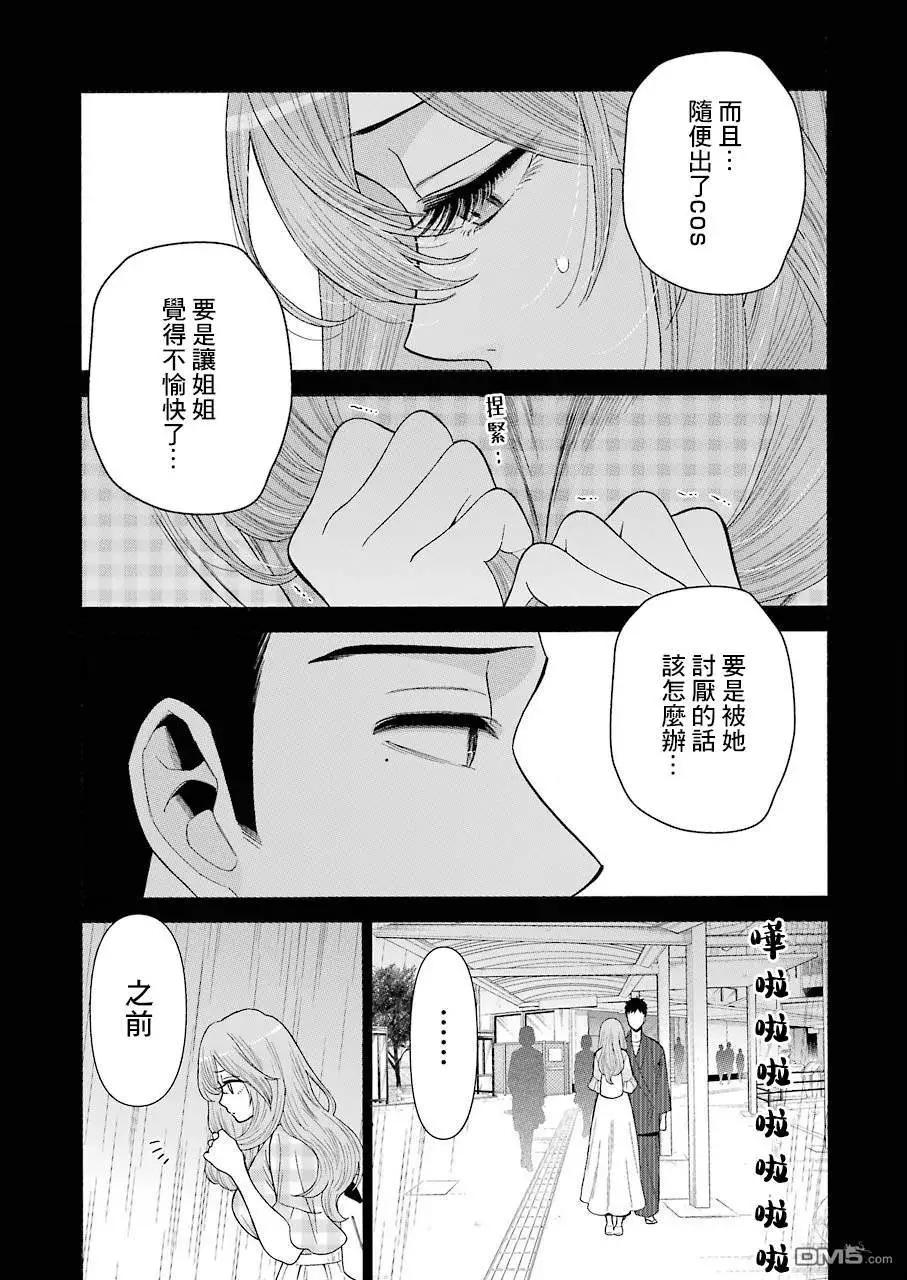 而且…
隨便出了cos
要是讓姐姐
覺得不愉快了…
捏緊…
要是被她
討厭的話
該怎麼辦…
嘩啦啦啦啦啦啦啦
……
之前
DM5.com